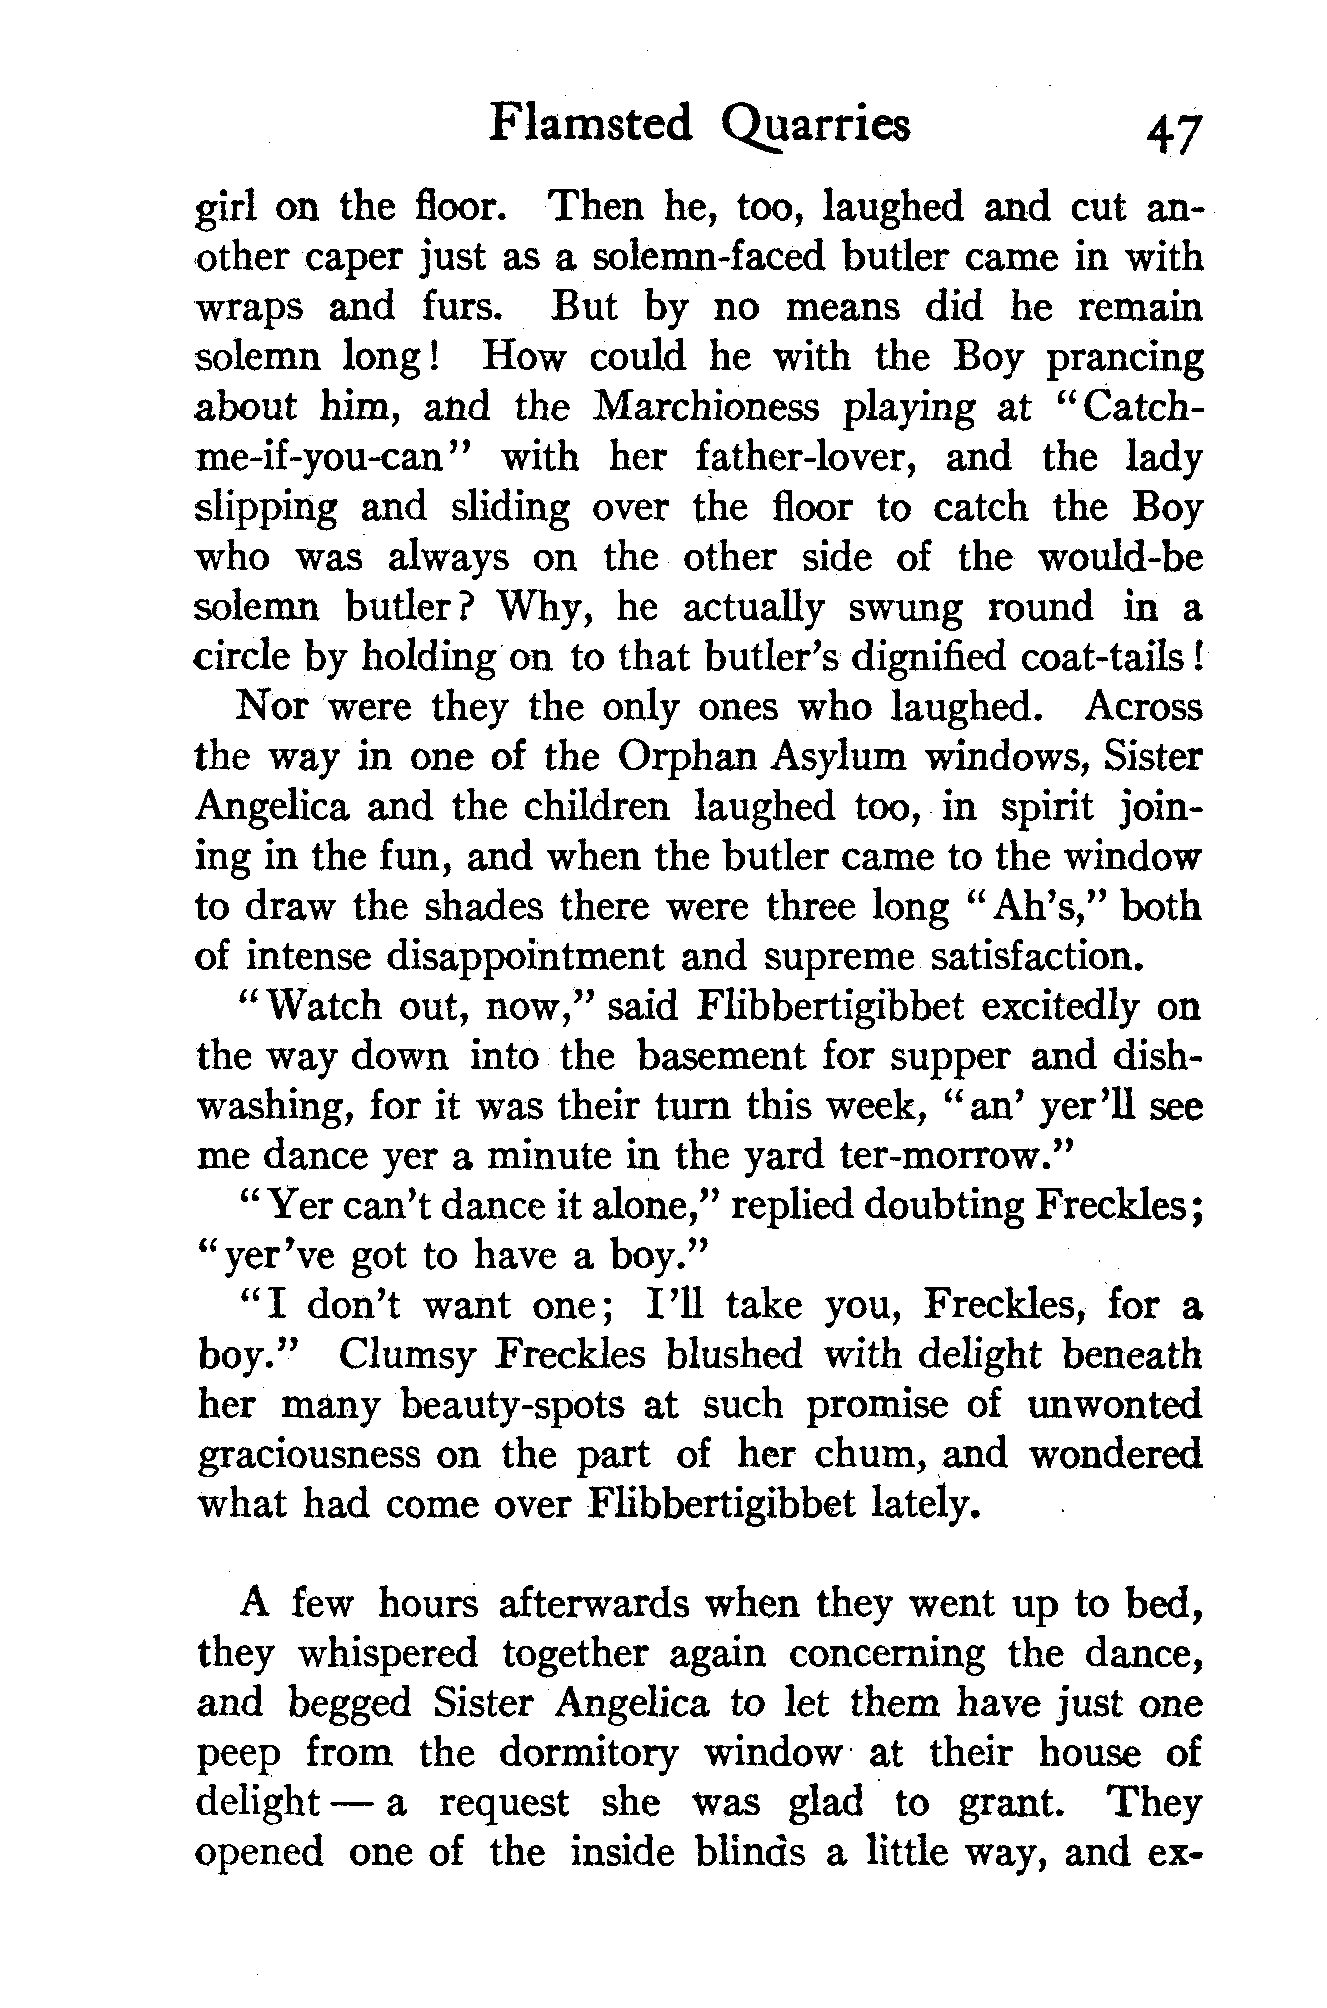 Flamsted Quarries 47
girl on the floor. Then he, too, laughed and cut an-
other caper just as a solemn-faced butler came in with
wraps and furs. But by no means did he remain
solemn long! How could he with the Boy prancing
about him, and the Marchioness playing at "Catch-
me-if-you-can" with her father-lover, and the lady
slipping and sliding over the floor to catch the Boy
who was always on the other side of the would-be
solemn butler? Why, he actually swung round in a
circle by holding on to that butler's dignified coat-tails!
Nor were they the only ones who laughed. Across
the way in one of the Orphan Asylum windows, Sister
Angelica and the children laughed too, in spirit join-
ing in the fun, and when the butler came to the window
to draw the shades there were three long "Ah's," both
of intense disappointment and supreme satisfaction.
"Watch out, now," said Flibbertigibbet excitedly on
the way down into the basement for supper and dish-
washing, for it was their turn this week, "an' yer'll see
me dance yer a minute in the yard ter-morrow."
"Yer can't dance it alone," replied doubting Freckles;
"yer've got to have a boy."
"I don't want one; I'll take you, Freckles, for a
boy." Clumsy Freckles blushed with delight beneath
her many beauty-spots at such promise of unwonted
graciousness on the part of her chum, and wondered
what had come over Flibbertigibbet lately.
A few hours afterwards when they went up to bed,
they whispered together again concerning the dance,
and begged Sister Angelica to let them have just one
peep from the dormitory window at their house of
delight — a request she was glad to grant. They
opened one of the inside blinds a little way, and ex-